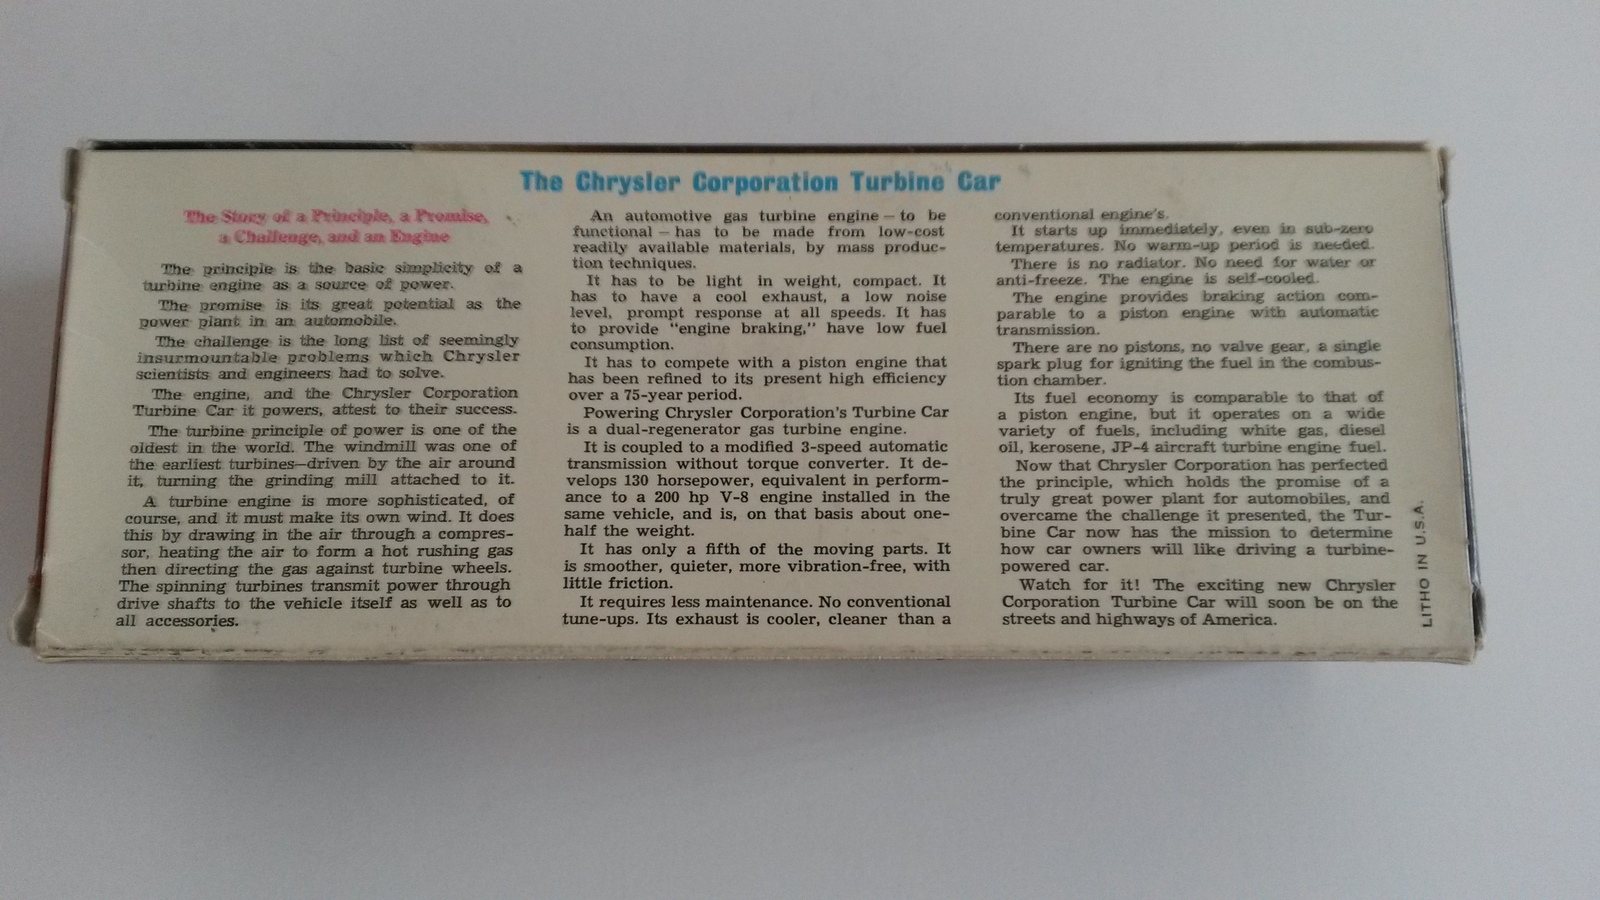 The Chrysler Corporation Turbine Car
The Story of a Principle, a Promise,
a Challenge, and an Engine
The principle is the basic simplicity of a
turbine engine as a source of power.
The promise is its great potential as the
power plant in an automobile.
The challenge is the long list of seemingly
insurmountable problems which Chrysler
scientists and engineers had to solve.
The engine, and the Chrysler Corporation
Turbine Car it powers, attest to their success.
The turbine principle of power is one of the
oldest in the world. The windmill was one of
the earliest turbines—driven by the air around
it, turning the grinding mill attached to it.
A turbine engine is more sophisticated, of
course, and it must make its own wind. It does
this by drawing in the air through a compres-
sor, heating the air to form a hot rushing gas
then directing the gas against turbine wheels.
The spinning turbines transmit power through
drive shafts to the vehicle itself as well as to
all accessories.
An automotive gas turbine engine — to be
functional — has to be made from low-cost
readily available materials, by mass produc-
tion techniques.
It has to be light in weight, compact. It
has to have a cool exhaust, a low noise
level, prompt response at all speeds. It has
to provide "engine braking," have low fuel
consumption.
It has to compete with a piston engine that
has been refined to its present high efficiency
over a 75-year period.
Powering Chrysler Corporation's Turbine Car
is a dual-regenerator gas turbine engine.
It is coupled to a modified 3-speed automatic
transmission without torque converter. It de-
velops 130 horsepower, equivalent in perform-
ance to a 200 hp V-8 engine installed in the
same vehicle, and is, on that basis about one-
half the weight.
It has only a fifth of the moving parts. It
is smoother, quieter, more vibration-free, with
little friction.
It requires less maintenance. No conventional
tune-ups. Its exhaust is cooler, cleaner than a
conventional engine's.
It starts up immediately, even in sub-zero
temperatures. No warm-up period is needed.
There is no radiator. No need for water or
anti-freeze. The engine is self-cooled.
The engine provides braking action com-
parable to a piston engine with automatic
transmission.
There are no pistons, no valve gear, a single
spark plug for igniting the fuel in the combus-
tion chamber.
Its fuel economy is comparable to that of
a piston engine, but it operates on a wide
variety of fuels, including white gas, diesel
oil, kerosene, JP-4 aircraft turbine engine fuel.
Now that Chrysler Corporation has perfected
the principle, which holds the promise of a
truly great power plant for automobiles, and
overcame the challenge it presented, the Tur-
bine Car now has the mission to determine
how car owners will like driving a turbine-
powered car.
Watch for it! The exciting new Chrysler
Corporation Turbine Car will soon be on the
streets and highways of America.
LITHO IN U.S.A.